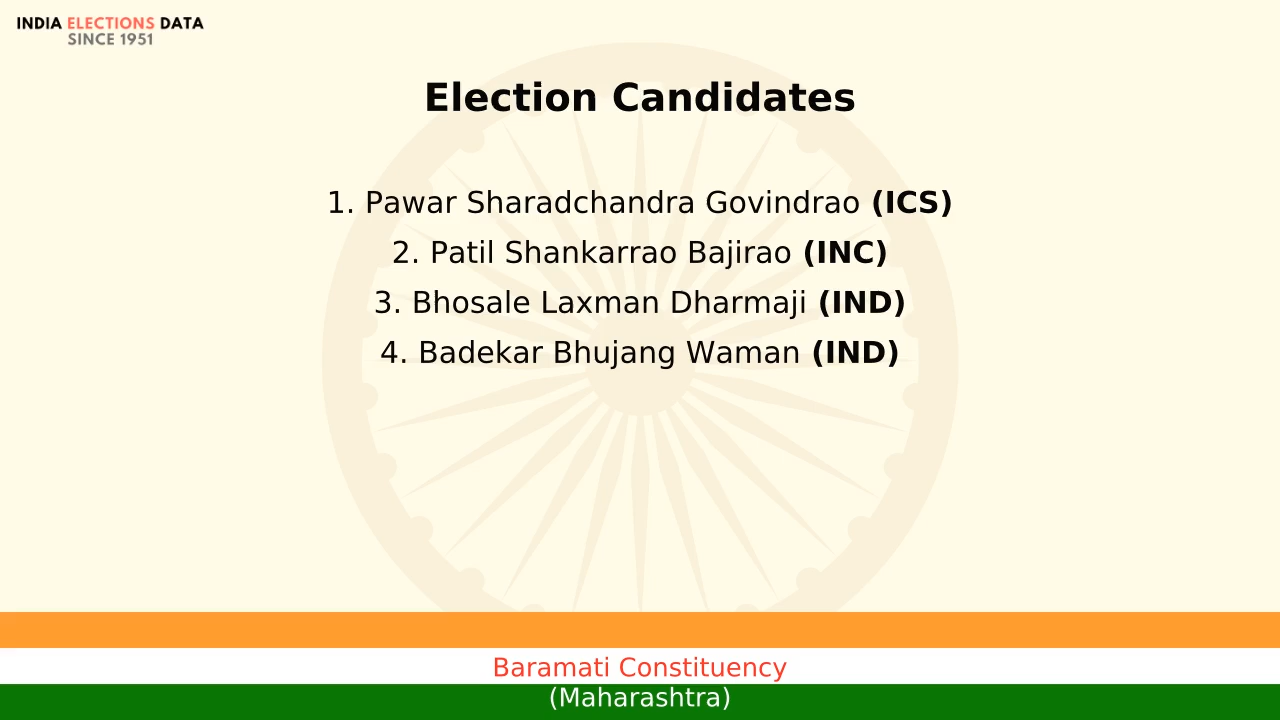 INDIA ELECTIONS DATA
SINCE 1951
Election Candidates
1. Pawar Sharadchandra Govindrao (ICS)
2. Patil Shankarrao Bajirao (INC)
3. Bhosale Laxman Dharmaji (IND)
4. Badekar Bhujang Waman (IND)
Baramati Constituency
(Maharashtra)